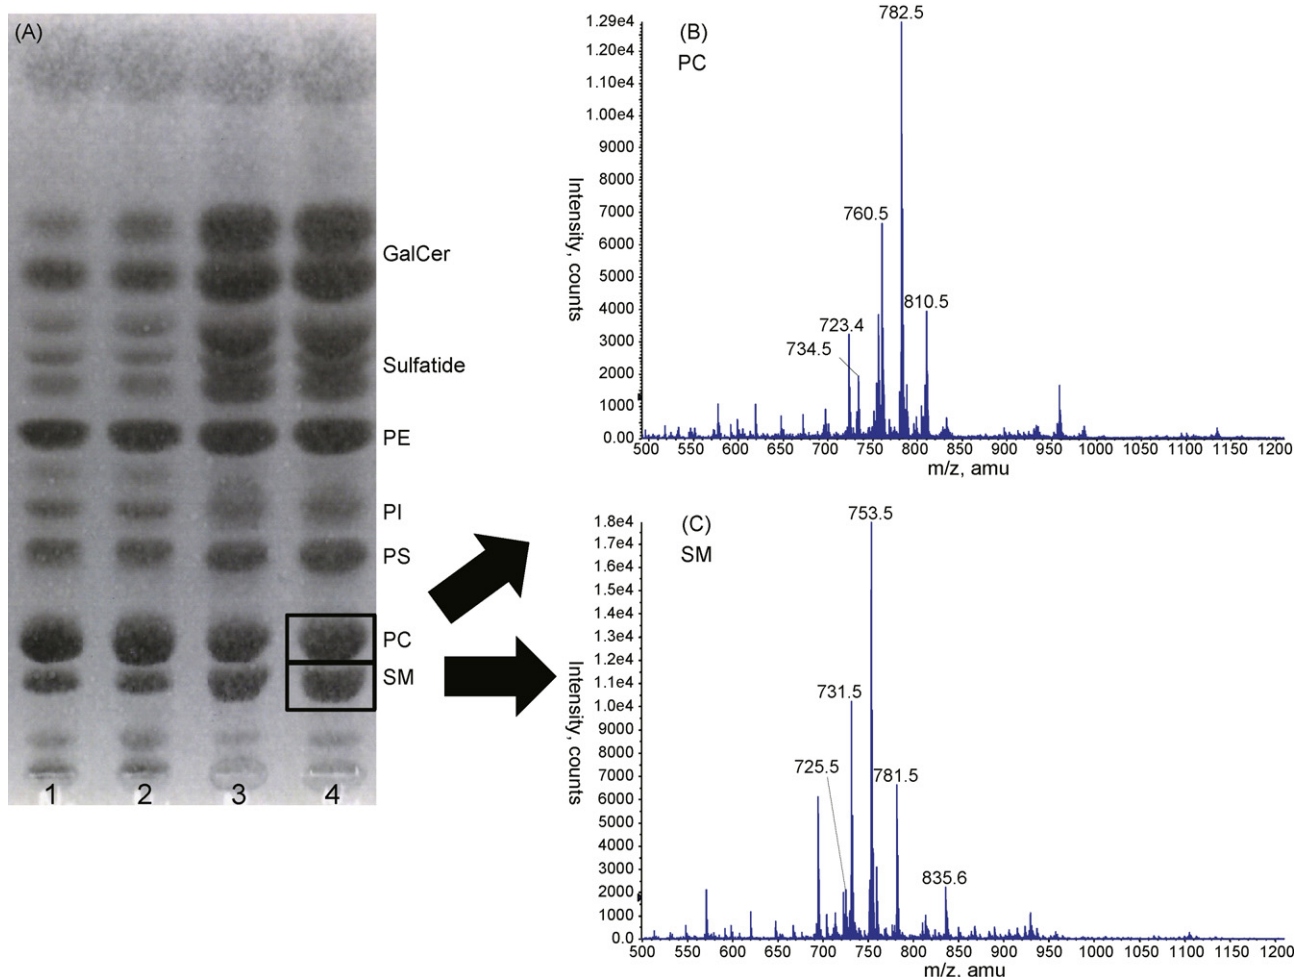 (A)
GalCer
Sulfatide
PE
PI
PS
PC
SM
1 2 3 4
(B)
PC
Intensity, counts
1.29e4
1.20e4
1.10e4
1.00e4
9000
8000
7000
6000
5000
4000
3000
2000
1000
0.00
782.5
760.5
810.5
723.4
734.5
500 550 600 650 700 750 800 850 900 950 1000 1050 1100 1150 1200
m/z, amu
(C)
SM
Intensity, counts
1.8e4
1.7e4
1.6e4
1.5e4
1.4e4
1.3e4
1.2e4
1.1e4
1.0e4
9000
8000
7000
6000
5000
4000
3000
2000
1000
0.0
753.5
731.5
725.5
781.5
835.6
500 550 600 650 700 750 800 850 900 950 1000 1050 1100 1150 1200
m/z, amu